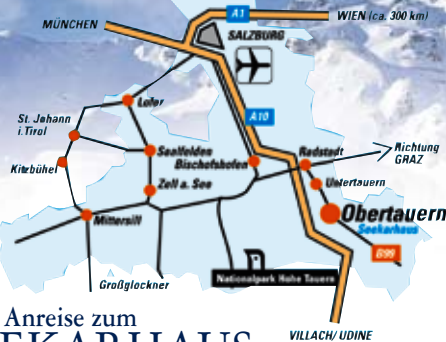 A1
WIEN (ca. 300 km)
MÜNCHEN
SALZBURG
Lofer
A10
St. Johann
i.Tirol
Saalfelden
Bischofshofen
Radstadt
Richtung
GRAZ
Kitzbühel
Zell a. See
Untertauern
Mittersill
Obertauern
Seekarhaus
B99
Nationalpark Hohe Tauern
Großglockner
Anreise zum
EKARHAUS
VILLACH/UDINE